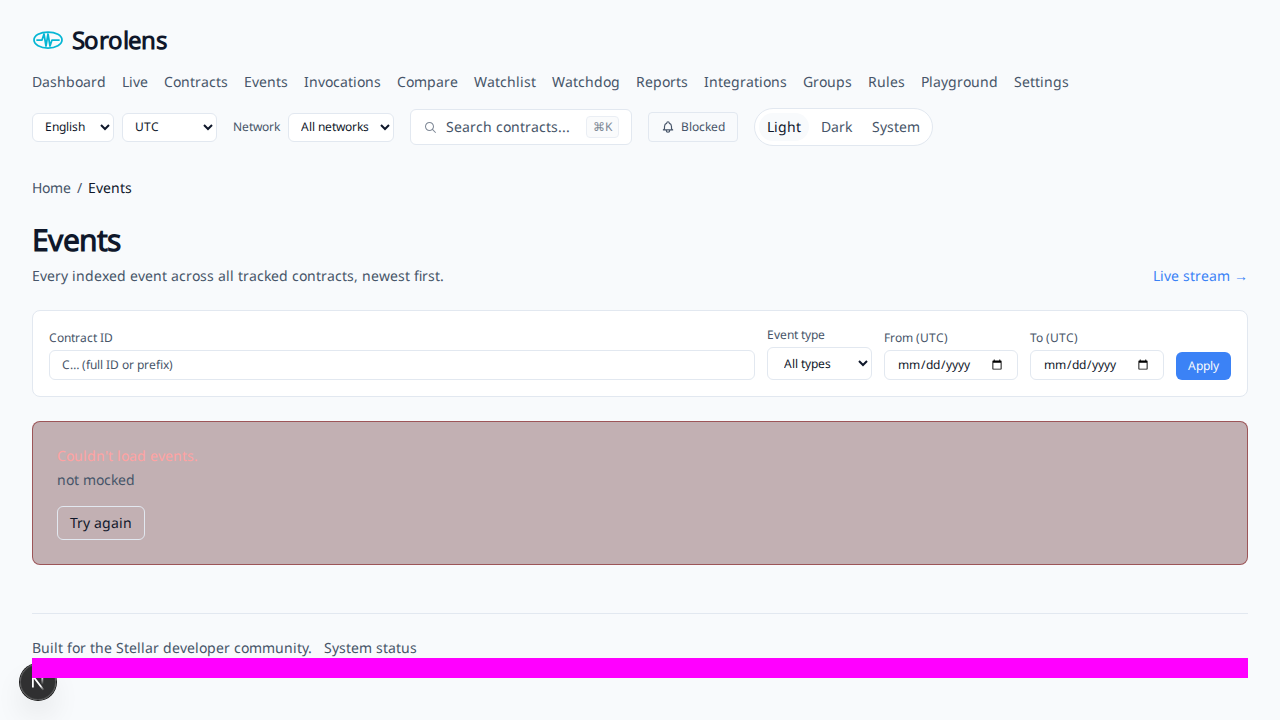 Sorolens
Dashboard Live Contracts Events Invocations Compare Watchlist Watchdog Reports Integrations Groups Rules Playground Settings
English UTC Network All networks Search contracts... ⌘K Blocked Light Dark System
Home / Events
Events
Every indexed event across all tracked contracts, newest first. Live stream →
Contract ID Event type From (UTC) To (UTC)
C... (full ID or prefix) All types mm/dd/yyyy mm/dd/yyyy Apply
Couldn't load events.
not mocked
Try again
Built for the Stellar developer community. System status